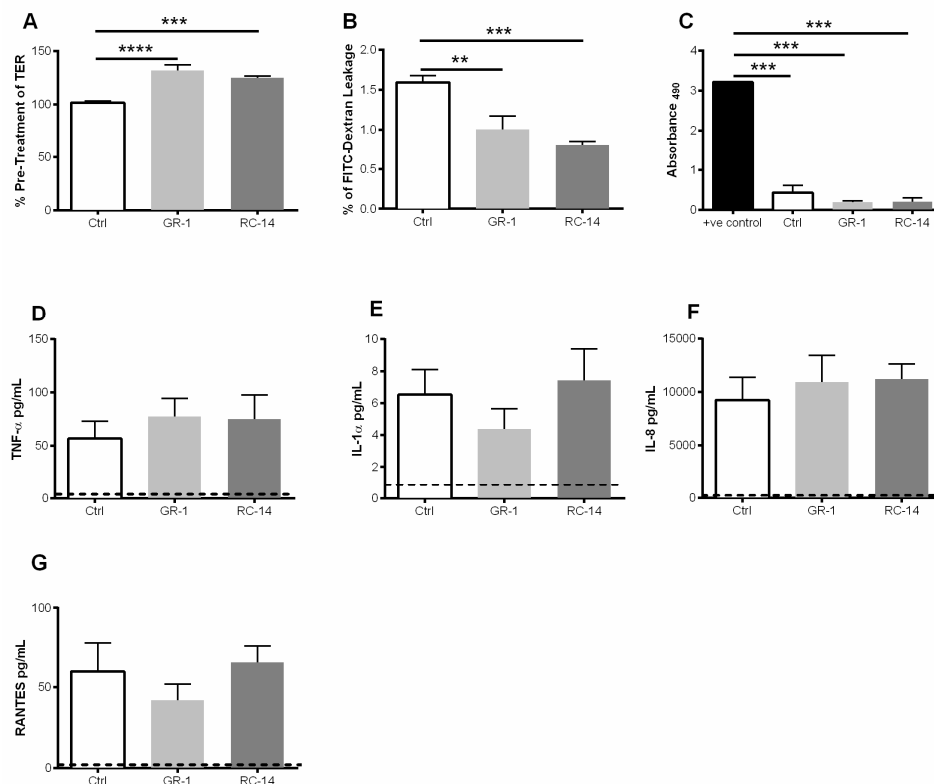 A
% Pre-Treatment of TER
150
100
50
0
****
***
Ctrl
GR-1
RC-14
B
% of FITC-Dextran Leakage
2.0
1.5
1.0
0.5
0.0
**
***
Ctrl
GR-1
RC-14
C
Absorbance 490
4
3
2
1
0
***
***
***
+ve control
Ctrl
GR-1
RC-14
D
TNF-α pg/mL
150
100
50
0
Ctrl
GR-1
RC-14
E
IL-1α pg/mL
10
8
6
4
2
0
Ctrl
GR-1
RC-14
F
IL-8 pg/mL
15000
10000
5000
0
Ctrl
GR-1
RC-14
G
RANTES pg/mL
100
50
0
Ctrl
GR-1
RC-14